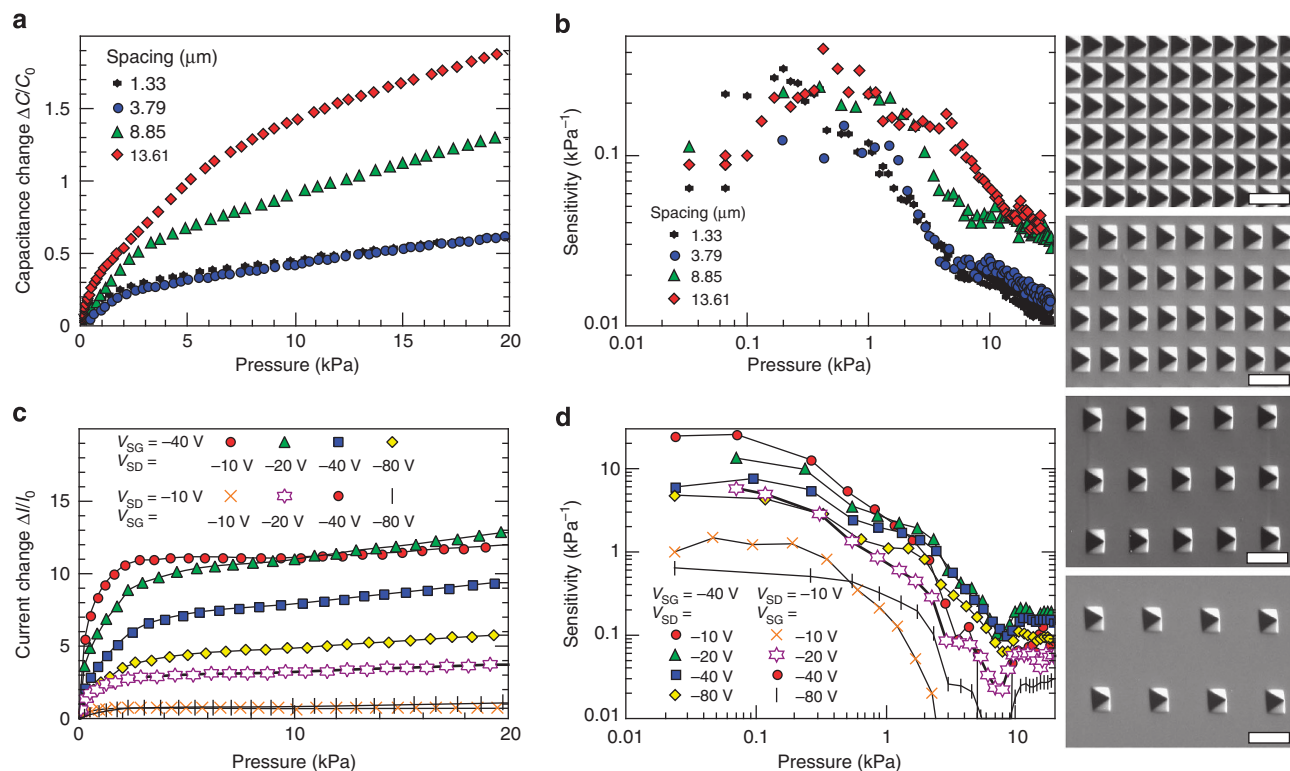 a
Capacitance change ΔC/C0
Spacing (μm)
1.33
3.79
8.85
13.61
1.5
1
0.5
0
0 5 10 15 20
Pressure (kPa)
b
Sensitivity (kPa−1)
0.1
0.01
Spacing (μm)
1.33
3.79
8.85
13.61
0.01 0.1 1 10
Pressure (kPa)
c
Current change ΔI/I0
VSG = −40 V
VSD = −10 V −20 V −40 V −80 V
VSD = −10 V
VSG = −10 V −20 V −40 V −80 V
15
10
5
0
0 5 10 15 20
Pressure (kPa)
d
Sensitivity (kPa−1)
10
1
0.1
0.01
VSG = −40 V VSD = −10 V
VSD = VSG =
−10 V −10 V
−20 V −20 V
−40 V −40 V
−80 V −80 V
0.01 0.1 1 10
Pressure (kPa)